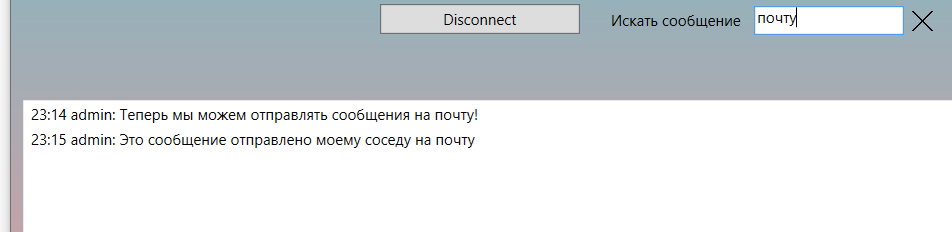 Disconnect Искать сообщение почту
23:14 admin: Теперь мы можем отправлять сообщения на почту!
23:15 admin: Это сообщение отправлено моему соседу на почту